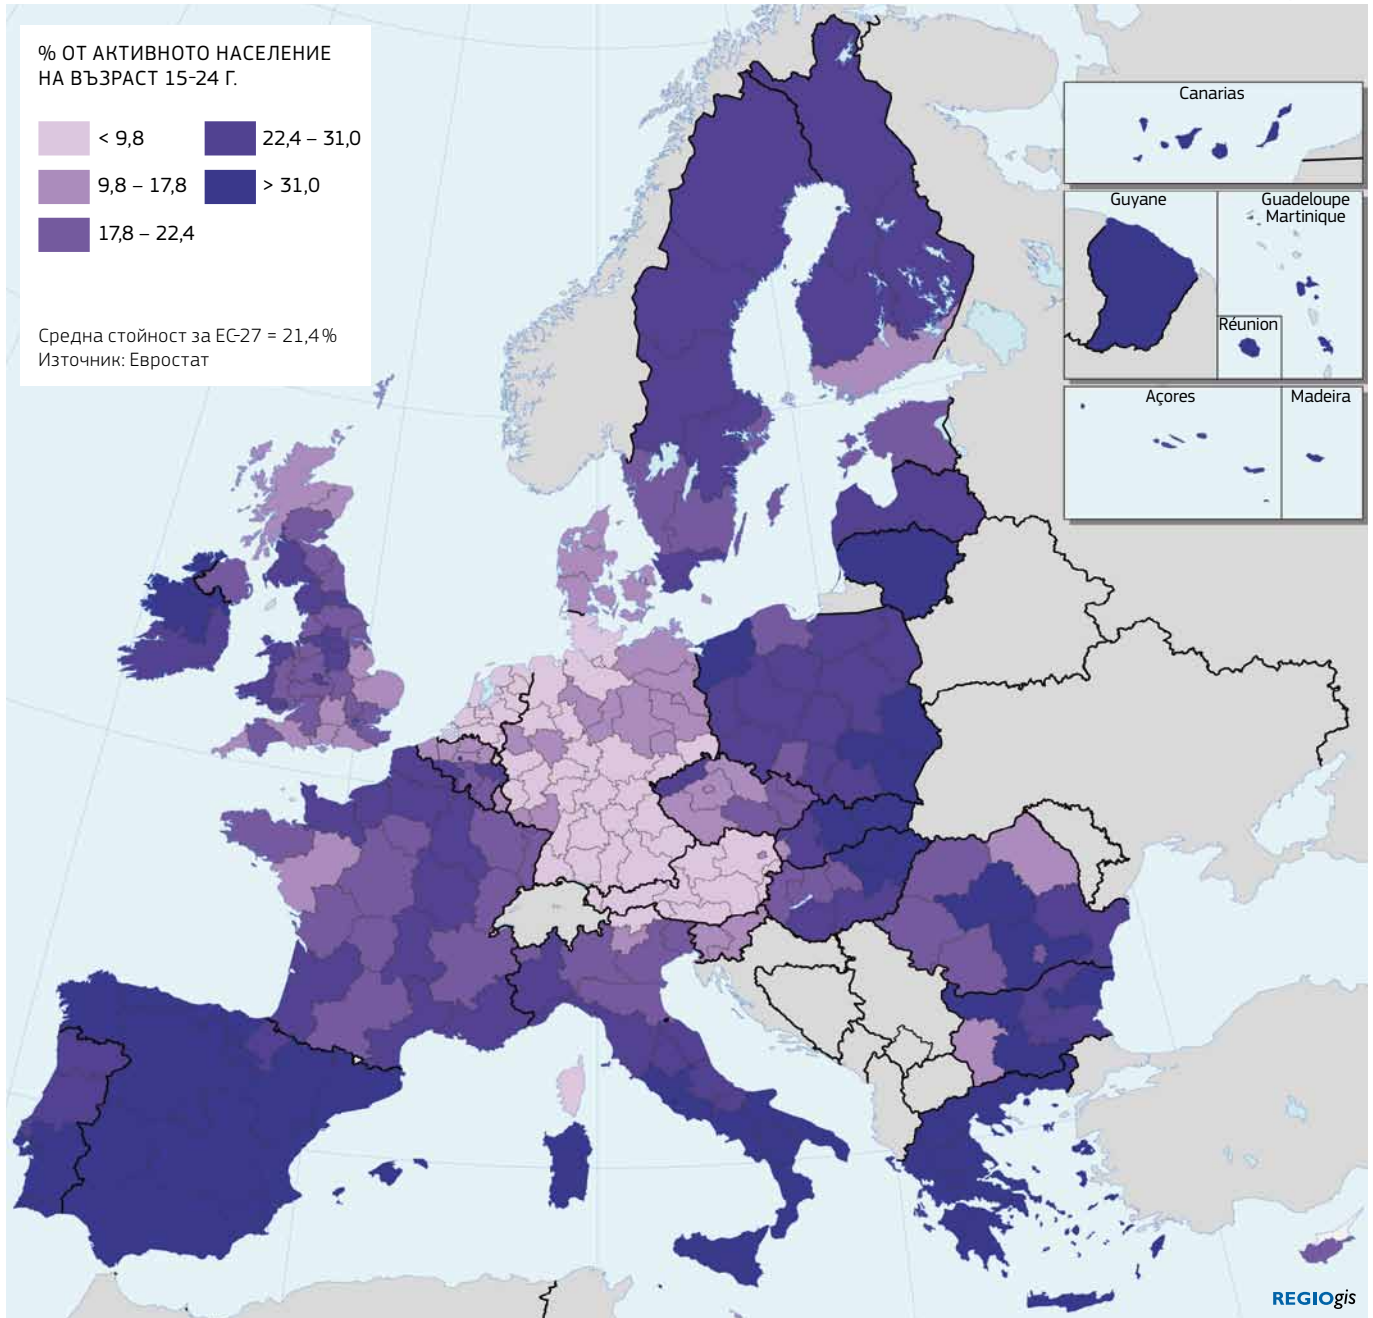 % ОТ АКТИВНОТО НАСЕЛЕНИЕ
НА ВЪЗРАСТ 15-24 Г.
< 9,8
22,4 – 31,0
9,8 – 17,8
> 31,0
17,8 – 22,4
Средна стойност за ЕС-27 = 21,4 %
Източник: Евростат
Canarias
Guyane
Guadeloupe
Martinique
Réunion
Açores
Madeira
REGIOgis